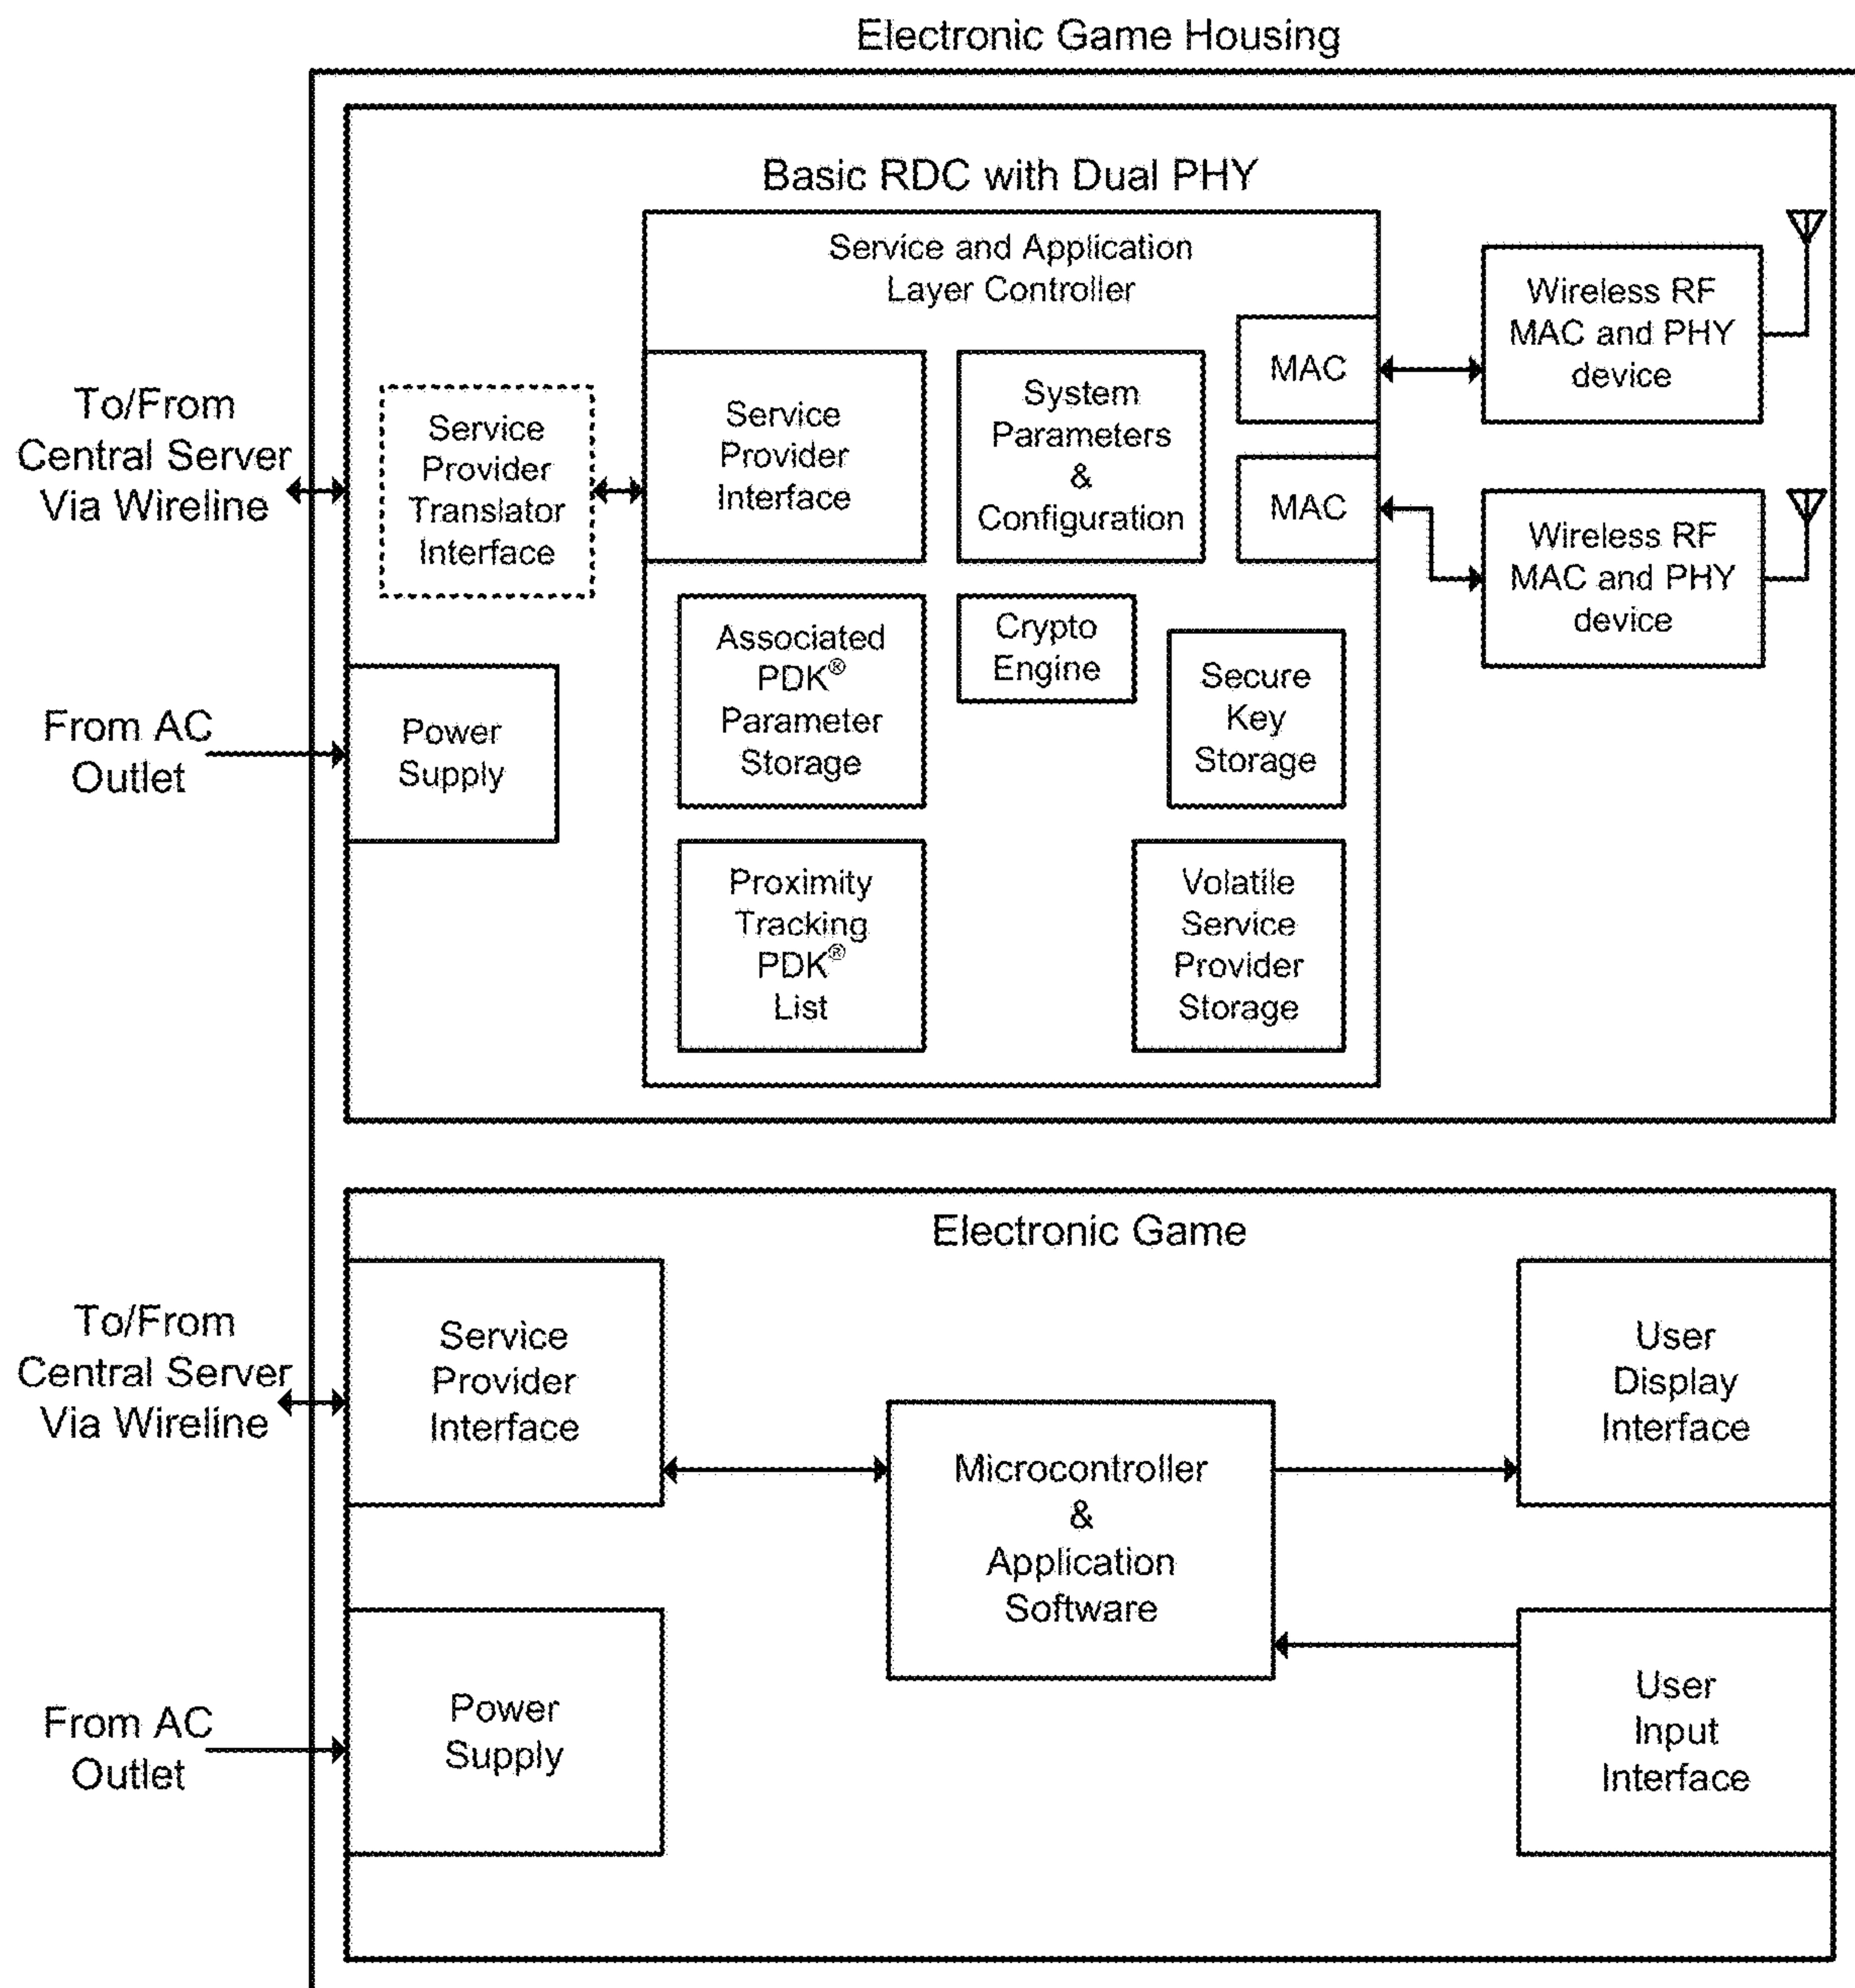 Electronic Game Housing
Basic RDC with Dual PHY
Service and Application
Layer Controller
Wireless RF
MAC and PHY
device
MAC
System
Parameters
&
Configuration
Service
Provider
Interface
To/From
Central Server
Via Wireline
Service
Provider
Translator
Interface
MAC
Wireless RF
MAC and PHY
device
Associated
PDK®
Parameter
Storage
Crypto
Engine
Secure
Key
Storage
From AC
Outlet
Power
Supply
Proximity
Tracking
PDK®
List
Volatile
Service
Provider
Storage
Electronic Game
To/From
Central Server
Via Wireline
Service
Provider
Interface
User
Display
Interface
Microcontroller
&
Application
Software
From AC
Outlet
Power
Supply
User
Input
Interface